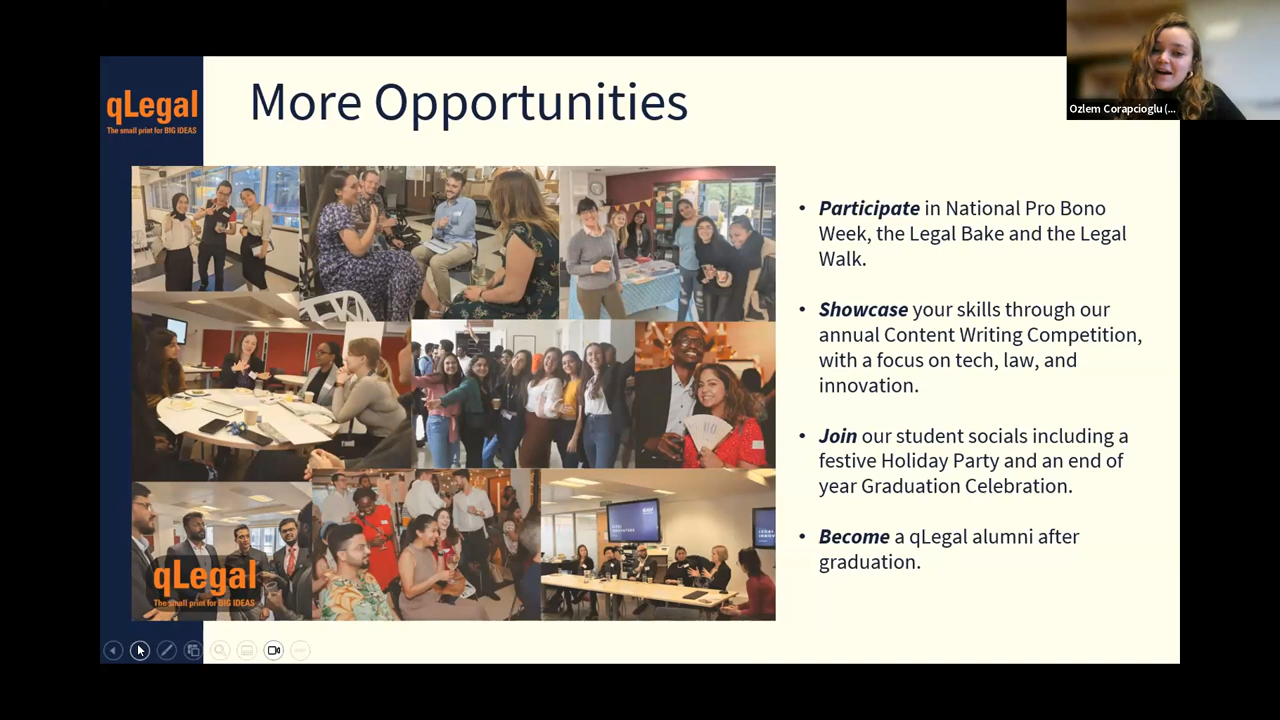 Ozlem Corapcioglu (...
qLegal
The small print for BIG IDEAS
More Opportunities
• Participate in National Pro Bono
Week, the Legal Bake and the Legal
Walk.
• Showcase your skills through our
annual Content Writing Competition,
with a focus on tech, law, and
innovation.
• Join our student socials including a
festive Holiday Party and an end of
year Graduation Celebration.
• Become a qLegal alumni after
graduation.
qLegal
The small print for BIG IDEAS